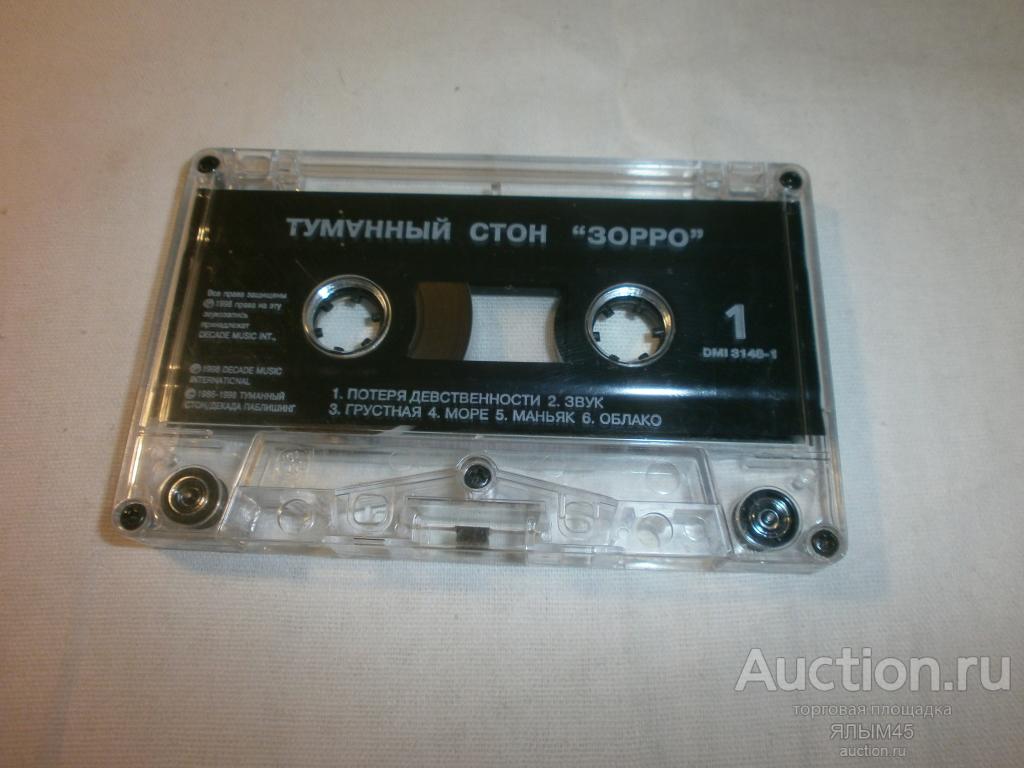 ТУМАННЫЙ СТОН "ЗОРРО"
Все права защищены
℗ 1998 права на эту
звукозапись
принадлежат
DECADE MUSIC INT.,
1
DMI 3146-1
℗ 1998 DECADE MUSIC
INTERNATIONAL
© 1986-1998 ТУМАННЫЙ
СТОН/ДЕКАДА ПАБЛИШИНГ
1. ПОТЕРЯ ДЕВСТВЕННОСТИ 2. ЗВУК
3. ГРУСТНАЯ 4. МОРЕ 5. МАНЬЯК 6. ОБЛАКО
Auction.ru
торговая площадка
ЯЛЫМ45
auction.ru